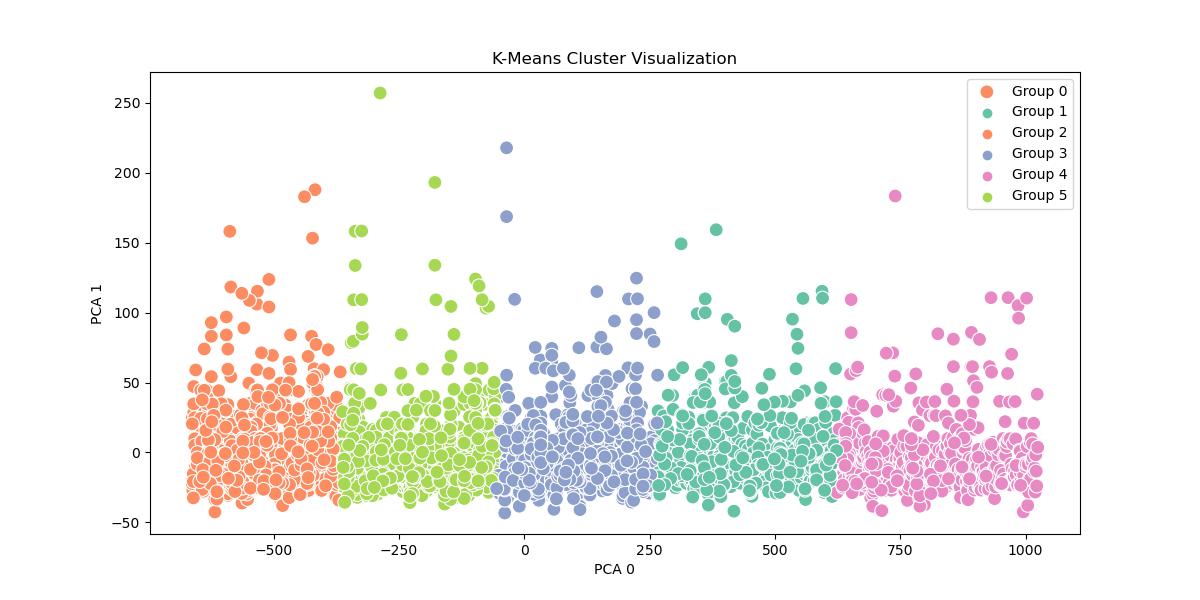 K-Means Cluster Visualization
250
200
150
100
50
0
−50
PCA 1
Group 0
Group 1
Group 2
Group 3
Group 4
Group 5
−500
−250
0
250
500
750
1000
PCA 0